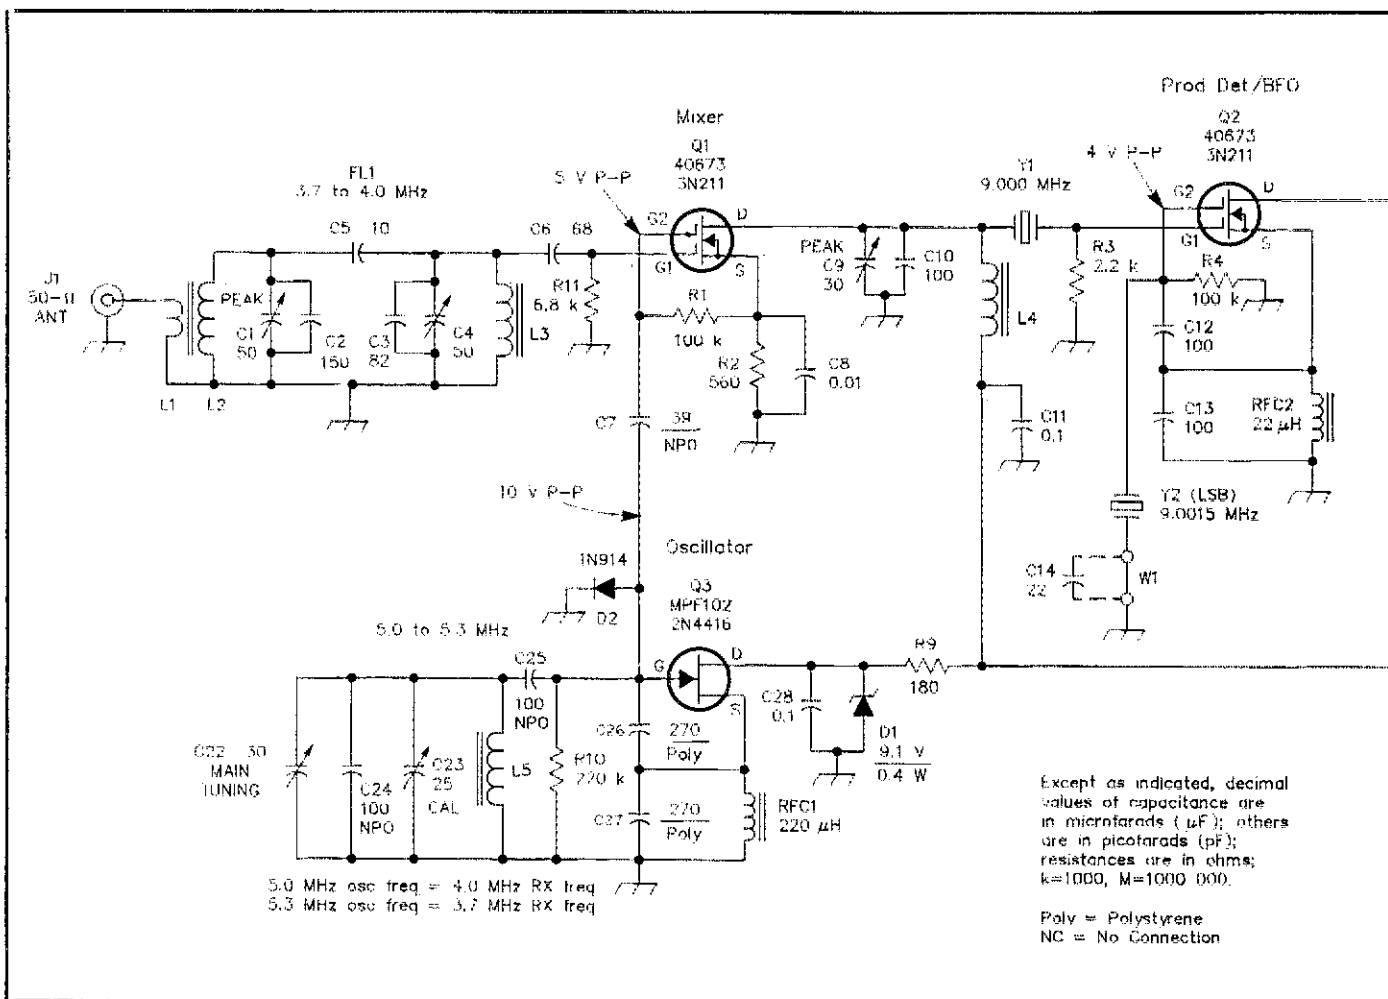 Prod Det/BFO
Q2
40673
3N211
Mixer
Q1
40673
3N211
FL1
3.7 to 4.0 MHz
5 V P-P
4 V P-P
Y1
9.000 MHz
C5 10
C6 68
G2
D
G1
S
G2
D
G1
S
J1
50-Ω
ANT
PEAK
C1
50
C2
150
C3
82
C4
50
L3
R11
6.8 k
R1
100 k
R2
560
C8
0.01
PEAK
C9
30
C10
100
L4
R3
2.2 k
R4
100 k
C12
100
C13
100
RFC2
22 μH
L1 L2
C7 39
NPO
C11
0.1
10 V P-P
Y2 (LSB)
9.0015 MHz
Oscillator
1N914
D2
Q3
MPF102
2N4416
C14
22
W1
5.0 to 5.3 MHz
C25
100
NPO
G
D
S
R9
180
C28
0.1
D1
9.1 V
0.4 W
C22 30
MAIN
TUNING
C24
100
NPO
C23
25
CAL
L5
R10
220 k
C26 270
Poly
C27 270
Poly
RFC1
220 μH
5.0 MHz osc freq = 4.0 MHz RX freq
5.3 MHz osc freq = 3.7 MHz RX freq
Except as indicated, decimal
values of capacitance are
in microfarads (μF); others
are in picofarads (pF);
resistances are in ohms;
k=1000, M=1000 000.
Poly = Polystyrene
NC = No Connection